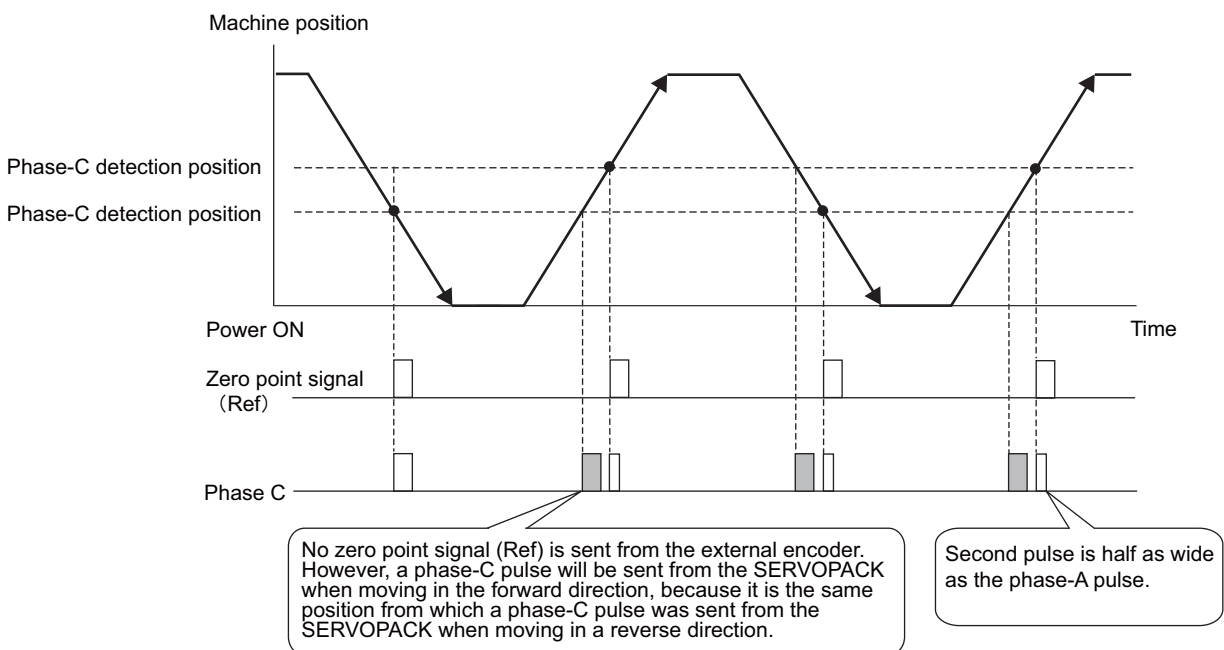 Machine position
Phase-C detection position
Phase-C detection position
Power ON
Time
Zero point signal
（Ref）
Phase C
No zero point signal (Ref) is sent from the external encoder.
However, a phase-C pulse will be sent from the SERVOPACK
when moving in the forward direction, because it is the same
position from which a phase-C pulse was sent from the
SERVOPACK when moving in a reverse direction.
Second pulse is half as wide
as the phase-A pulse.